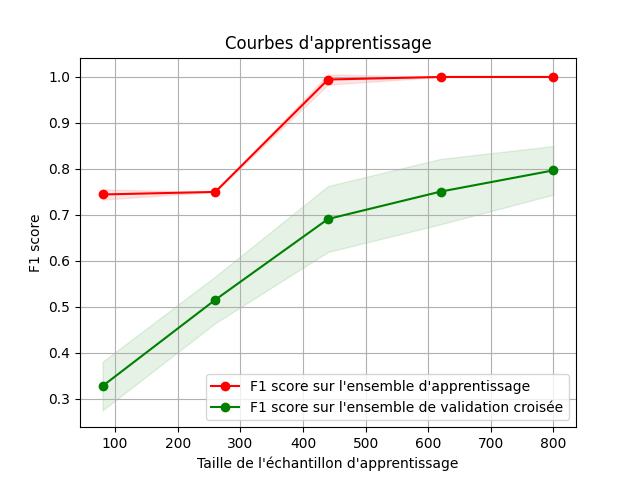 Courbes d'apprentissage
1.0
0.9
0.8
0.7
0.6
0.5
0.4
0.3
F1 score
F1 score sur l'ensemble d'apprentissage
F1 score sur l'ensemble de validation croisée
100 200 300 400 500 600 700 800
Taille de l'échantillon d'apprentissage